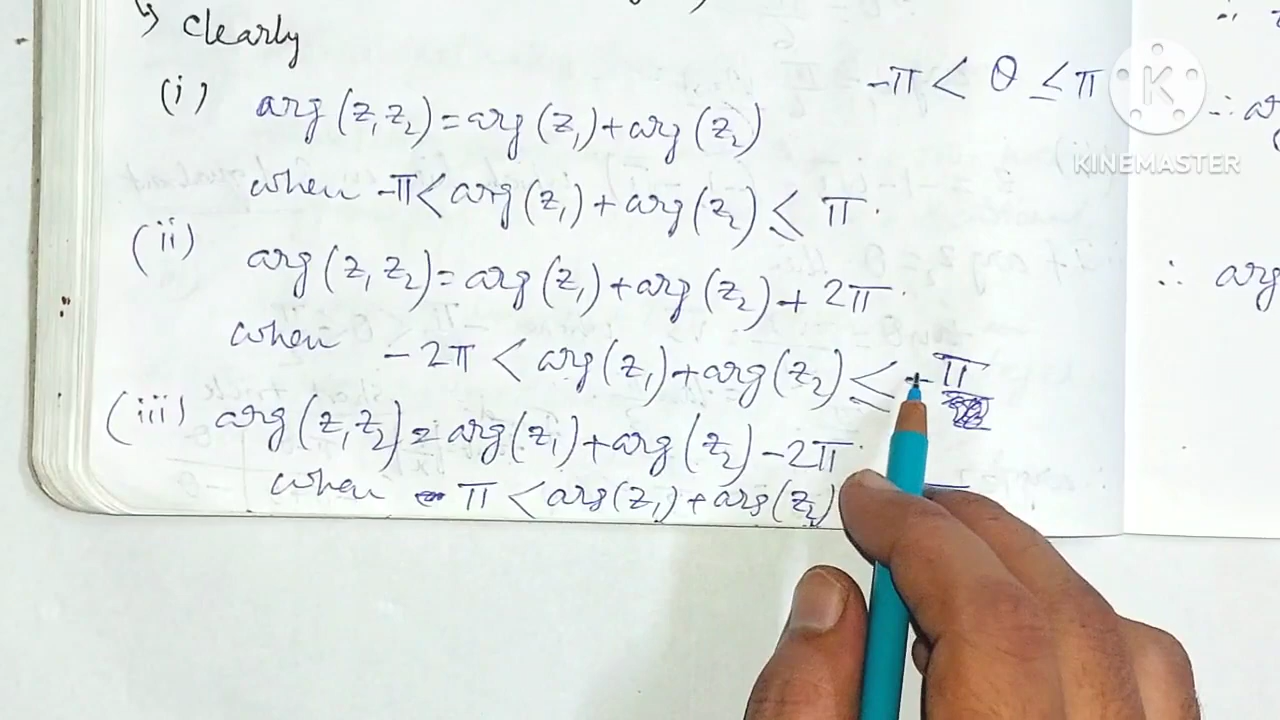 ↳ Clearly
-π < θ ≤ π
(i) arg(z₁z₂) = arg(z₁) + arg(z₂)
when -π < arg(z₁) + arg(z₂) ≤ π.
(ii) arg(z₁z₂) = arg(z₁) + arg(z₂) + 2π.
when -2π < arg(z₁) + arg(z₂) ≤ -π
(iii) arg(z₁z₂) = arg(z₁) + arg(z₂) - 2π.
when π < arg(z₁) + arg(z₂)
∴ arg
K
KINEMASTER